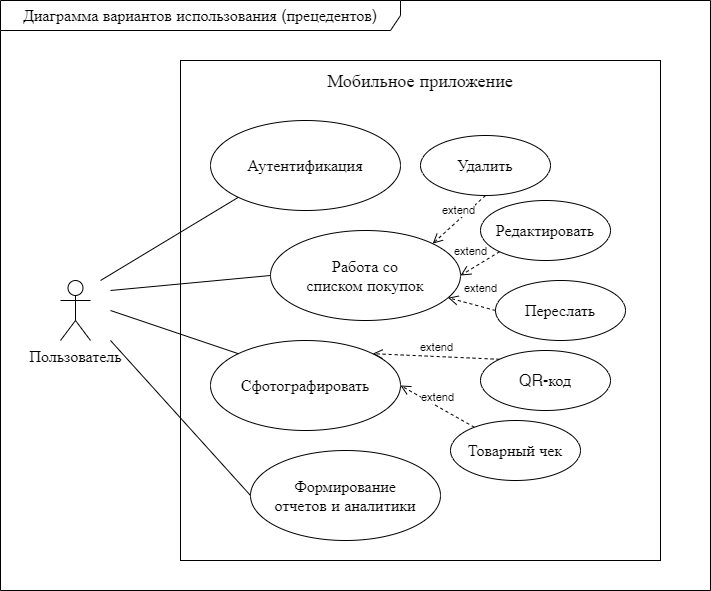 Диаграмма вариантов использования (прецедентов)
Мобильное приложение
Аутентификация
Удалить
extend
Редактировать
extend
Работа со
списком покупок
extend
Переслать
Пользователь
extend
Сфотографировать
QR-код
extend
Товарный чек
Формирование
отчетов и аналитики